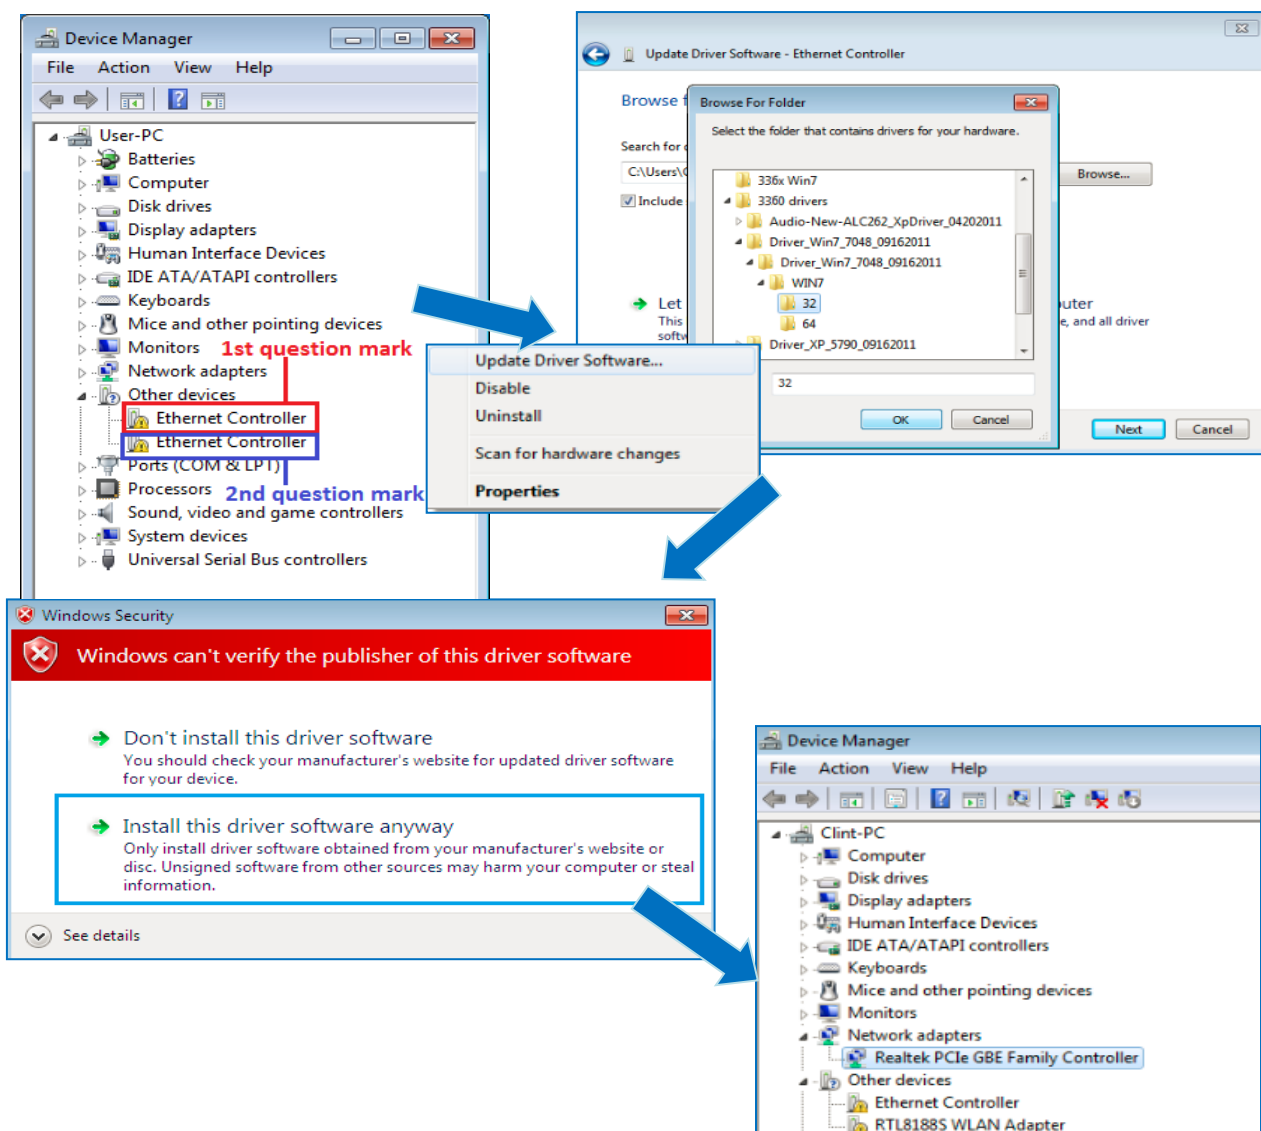 Device Manager
File Action View Help
User-PC
Batteries
Computer
Disk drives
Display adapters
Human Interface Devices
IDE ATA/ATAPI controllers
Keyboards
Mice and other pointing devices
Monitors
1st question mark
Network adapters
Other devices
Ethernet Controller
Ethernet Controller
Ports (COM & LPT)
Processors
2nd question mark
Sound, video and game controllers
System devices
Universal Serial Bus controllers
Update Driver Software...
Disable
Uninstall
Scan for hardware changes
Properties
Update Driver Software - Ethernet Controller
Browse f
Search for d
C:\Users\
Include
Browse...
Let
uter
This
e, and all driver
softw
Next
Cancel
Browse For Folder
Select the folder that contains drivers for your hardware.
336x Win7
3360 drivers
Audio-New-ALC262_XpDriver_04202011
Driver_Win7_7048_09162011
Driver_Win7_7048_09162011
WIN7
32
64
Driver_XP_5790_09162011
32
OK
Cancel
Windows Security
Windows can't verify the publisher of this driver software
Don't install this driver software
You should check your manufacturer's website for updated driver software
for your device.
Install this driver software anyway
Only install driver software obtained from your manufacturer's website or
disc. Unsigned software from other sources may harm your computer or steal
information.
See details
Device Manager
File Action View Help
Clint-PC
Computer
Disk drives
Display adapters
Human Interface Devices
IDE ATA/ATAPI controllers
Keyboards
Mice and other pointing devices
Monitors
Network adapters
Realtek PCIe GBE Family Controller
Other devices
Ethernet Controller
RTL8188S WLAN Adapter